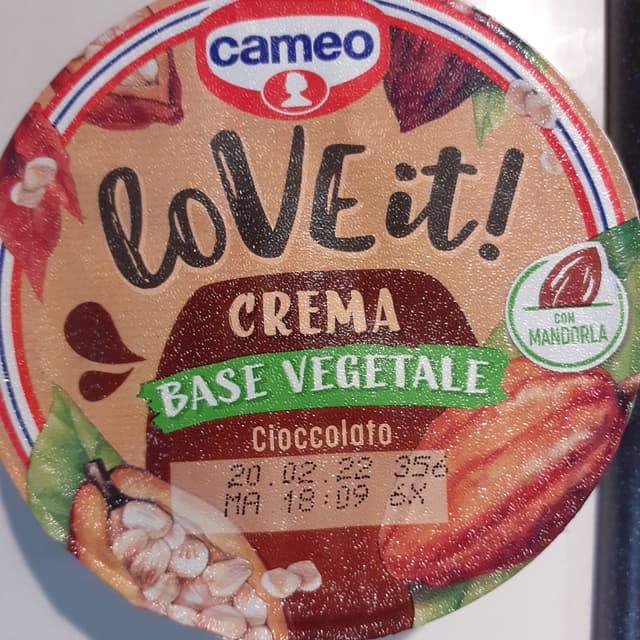 cameo
loVE it!
CREMA
CON
MANDORLA
BASE VEGETALE
Cioccolato
20.02.22 356
MA 18:09 6X